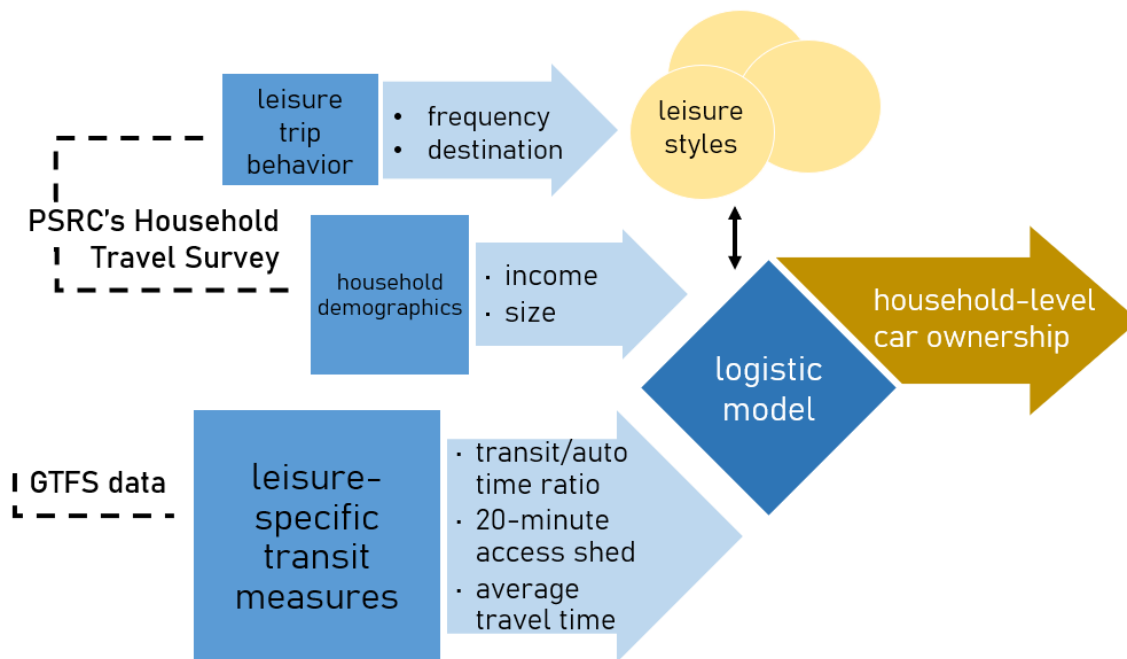 leisure
trip
behavior
• frequency
• destination
leisure
styles
PSRC's Household
Travel Survey
household
demographics
· income
· size
household-level
car ownership
logistic
model
GTFS data
leisure-
specific
transit
measures
· transit/auto
time ratio
· 20-minute
access shed
· average
travel time